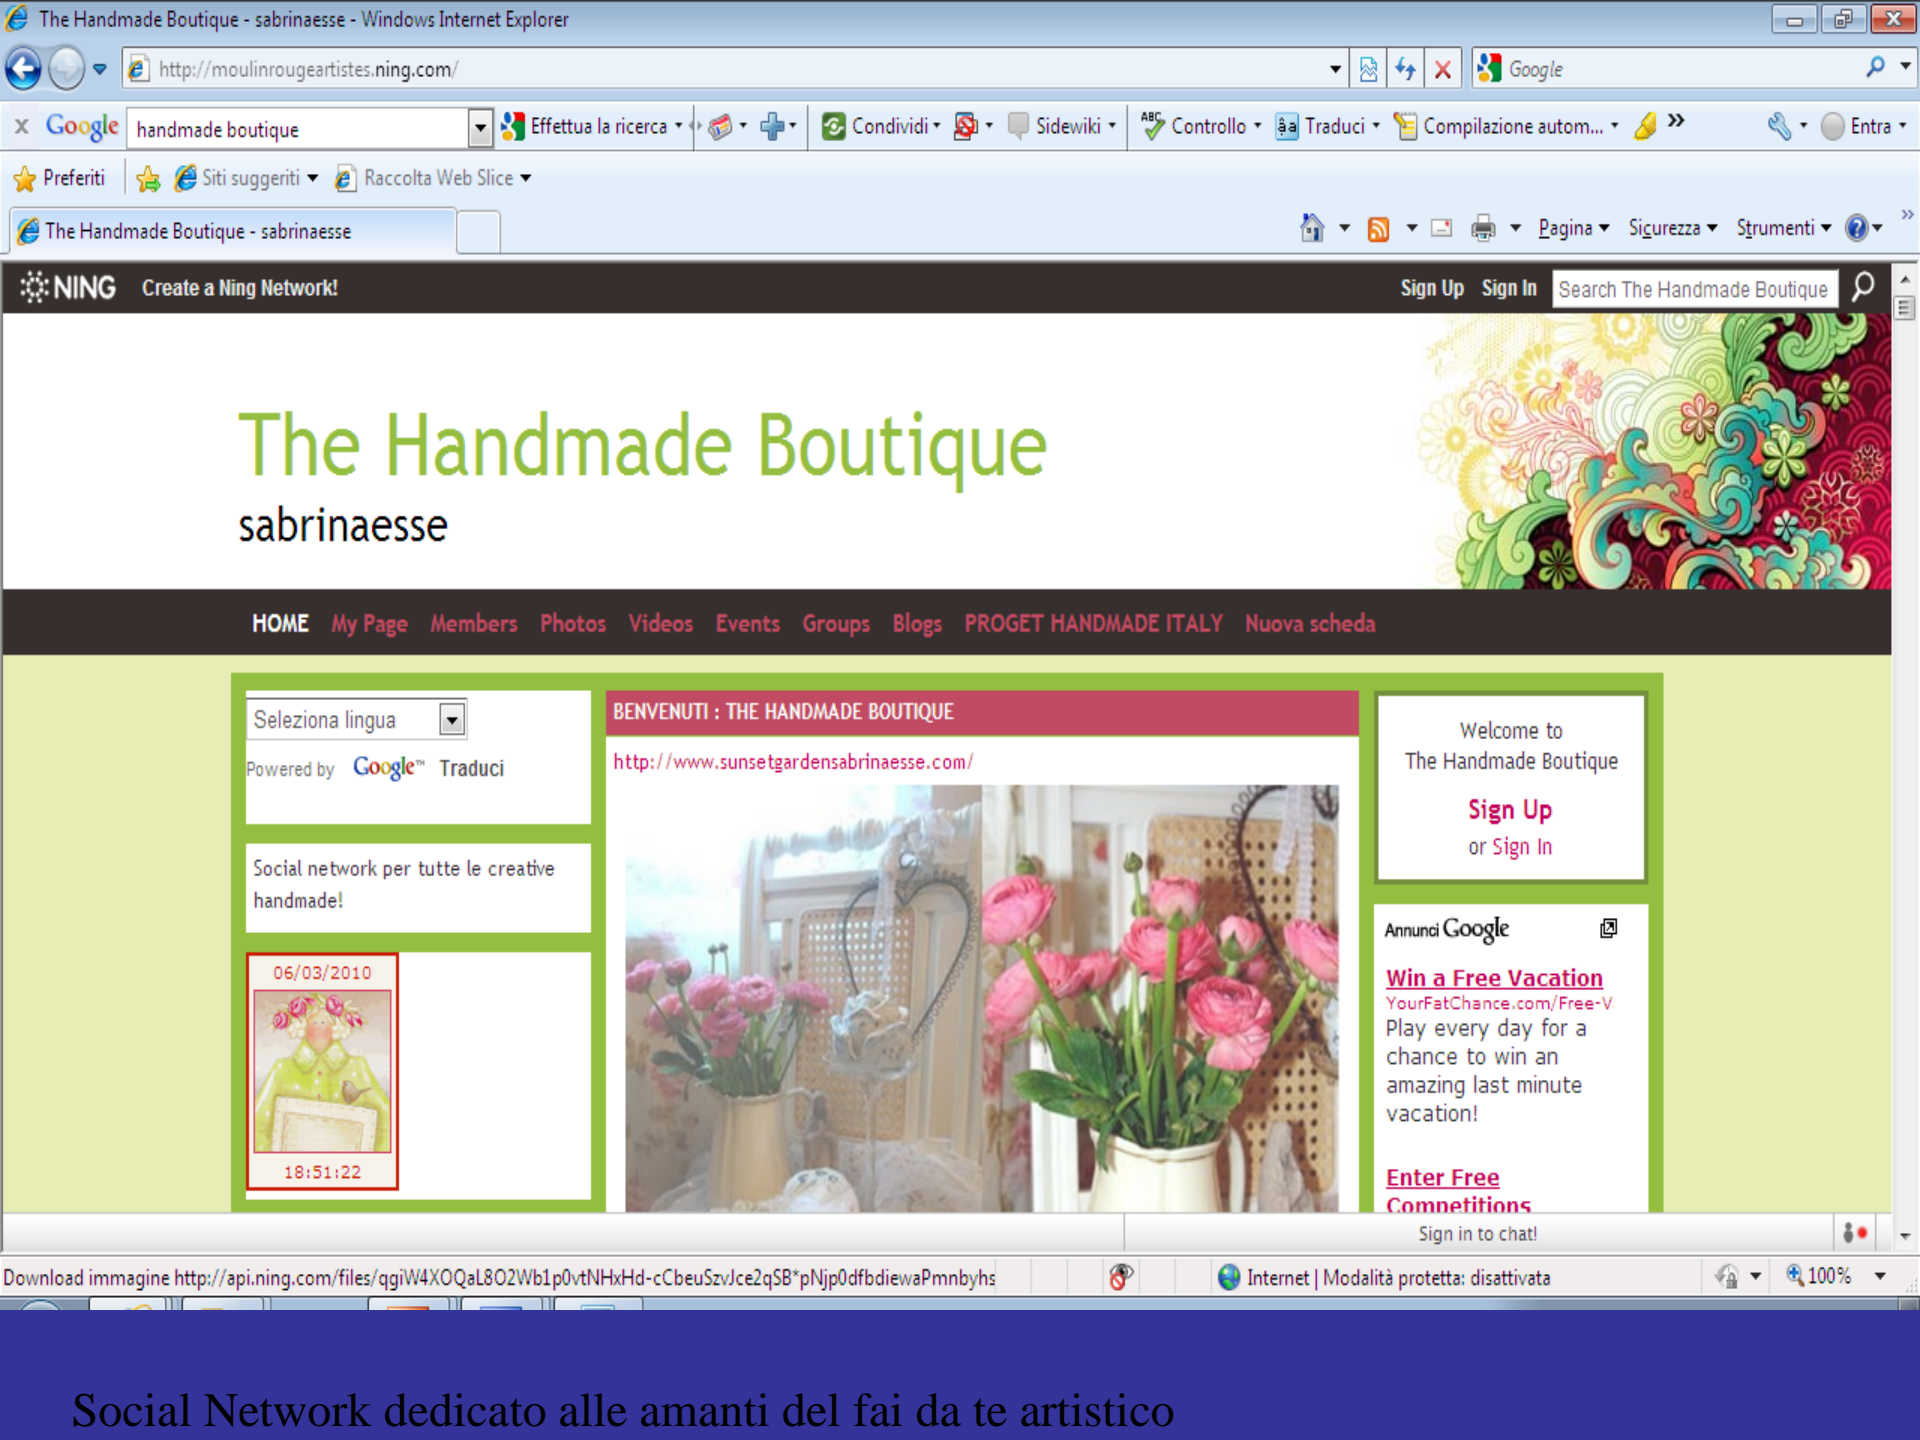 The Handmade Boutique - sabrinaesse - Windows Internet Explorer
http://moulinrougeartistes.ning.com/
Google
x Google handmade boutique Effettua la ricerca Condividi Sidewiki ABC Controllo âa Traduci Compilazione autom... » Entra
Preferiti Siti suggeriti Raccolta Web Slice
The Handmade Boutique - sabrinaesse
Pagina Sicurezza Strumenti »
NING Create a Ning Network! Sign Up Sign In Search The Handmade Boutique
The Handmade Boutique
sabrinaesse
HOME My Page Members Photos Videos Events Groups Blogs PROGET HANDMADE ITALY Nuova scheda
Seleziona lingua
Powered by Google™ Traduci
Social network per tutte le creative
handmade!
06/03/2010
18:51:22
BENVENUTI : THE HANDMADE BOUTIQUE
http://www.sunsetgardensabrinaesse.com/
Welcome to
The Handmade Boutique
Sign Up
or Sign In
Annunci Google
Win a Free Vacation
YourFatChance.com/Free-V
Play every day for a
chance to win an
amazing last minute
vacation!
Enter Free
Competitions
Sign in to chat!
Download immagine http://api.ning.com/files/qgiW4XOQaL8O2Wb1p0vtNHxHd-cCbeuSzvJce2qSB*pNjp0dfbdiewaPmnbyhs
Internet | Modalità protetta: disattivata
100%
Social Network dedicato alle amanti del fai da te artistico